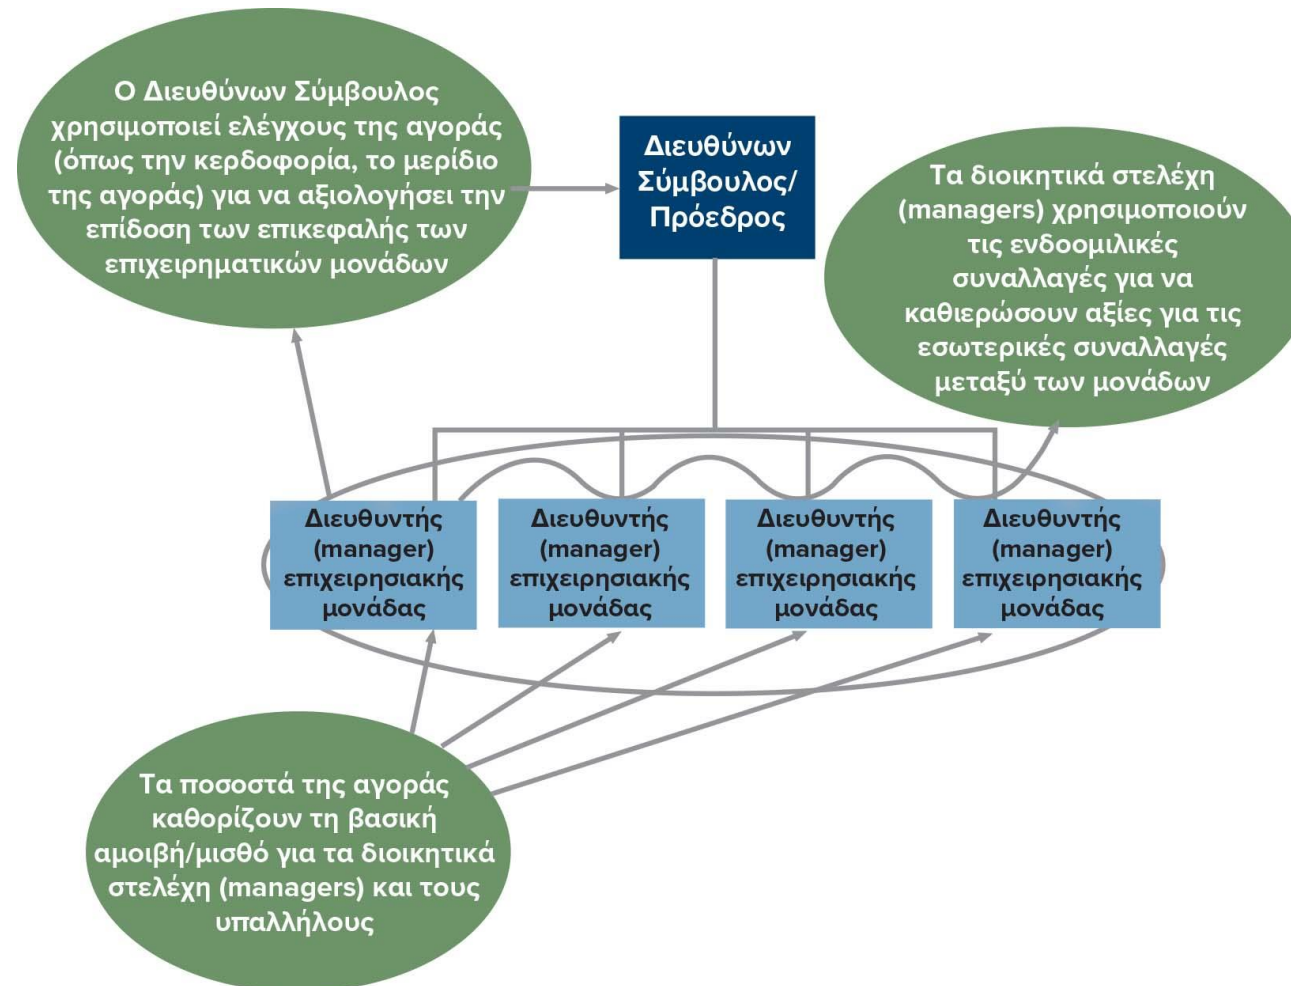 Ο Διευθύνων Σύμβουλος
χρησιμοποιεί ελέγχους της αγοράς
(όπως την κερδοφορία, το μερίδιο
της αγοράς) για να αξιολογήσει την
επίδοση των επικεφαλής των
επιχειρηματικών μονάδων
Διευθύνων
Σύμβουλος/
Πρόεδρος
Τα διοικητικά στελέχη
(managers) χρησιμοποιούν
τις ενδοομιλικές
συναλλαγές για να
καθιερώσουν αξίες για τις
εσωτερικές συναλλαγές
μεταξύ των μονάδων
Διευθυντής
(manager)
επιχειρησιακής
μονάδας
Διευθυντής
(manager)
επιχειρησιακής
μονάδας
Διευθυντής
(manager)
επιχειρησιακής
μονάδας
Διευθυντής
(manager)
επιχειρησιακής
μονάδας
Τα ποσοστά της αγοράς
καθορίζουν τη βασική
αμοιβή/μισθό για τα διοικητικά
στελέχη (managers) και τους
υπαλλήλους